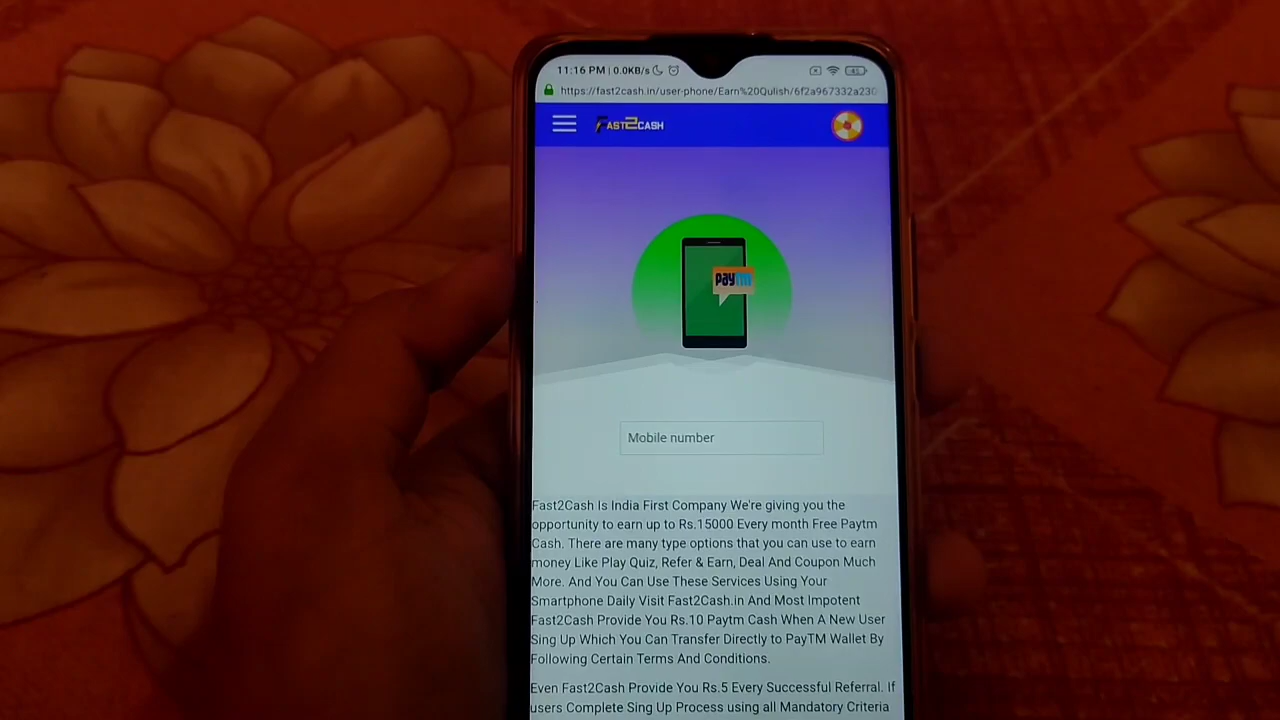 11:16 PM | 0.0KB/s
https://fast2cash.in/user-phone/Earn%20Qulish/6f2a967332a230
FAST2CASH
paytm
Mobile number
Fast2Cash Is India First Company We're giving you the
opportunity to earn up to Rs.15000 Every month Free Paytm
Cash. There are many type options that you can use to earn
money Like Play Quiz, Refer & Earn, Deal And Coupon Much
More. And You Can Use These Services Using Your
Smartphone Daily Visit Fast2Cash.in And Most Impotent
Fast2Cash Provide You Rs.10 Paytm Cash When A New User
Sing Up Which You Can Transfer Directly to PayTM Wallet By
Following Certain Terms And Conditions.
Even Fast2Cash Provide You Rs.5 Every Successful Referral. If
users Complete Sing Up Process using all Mandatory Criteria